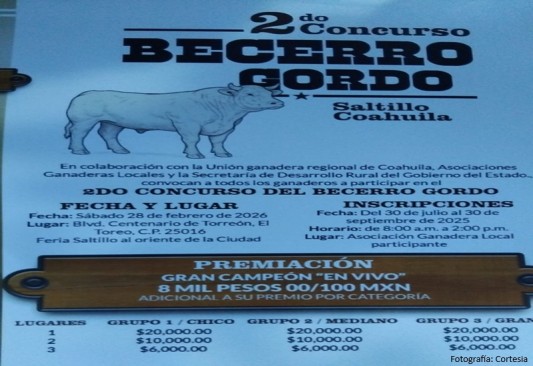 2do Concurso
BECERRO
GORDO
Saltillo
Coahuila
En colaboración con la Unión ganadera regional de Coahuila, Asociaciones
Ganaderas Locales y la Secretaría de Desarrollo Rural del Gobierno del Estado.,
convocan a todos los ganaderos a participar en el
2DO CONCURSO DEL BECERRO GORDO
FECHA Y LUGAR
Fecha: Sábado 28 de febrero de 2026
Lugar: Blvd. Centenario de Torreón, El
Toreo, C.P. 25016
Feria Saltillo al oriente de la Ciudad
INSCRIPCIONES
Fecha: Del 30 de julio al 30 de
septiembre de 2025
Horario: de 8:00 a.m. a 2:00 p.m.
Lugar: Asociación Ganadera Local
participante
PREMIACIÓN
GRAN CAMPEÓN "EN VIVO"
8 MIL PESOS 00/100 MXN
ADICIONAL A SU PREMIO POR CATEGORÍA
LUGARES GRUPO 1 / CHICO GRUPO 2 / MEDIANO GRUPO 3 / GRAN
1 $20,000.00 $20,000.00 $20,000.00
2 $10,000.00 $10,000.00 $10,000.00
3 $6,000.00 $6,000.00 $6,000.00
Fotografía: Cortesía